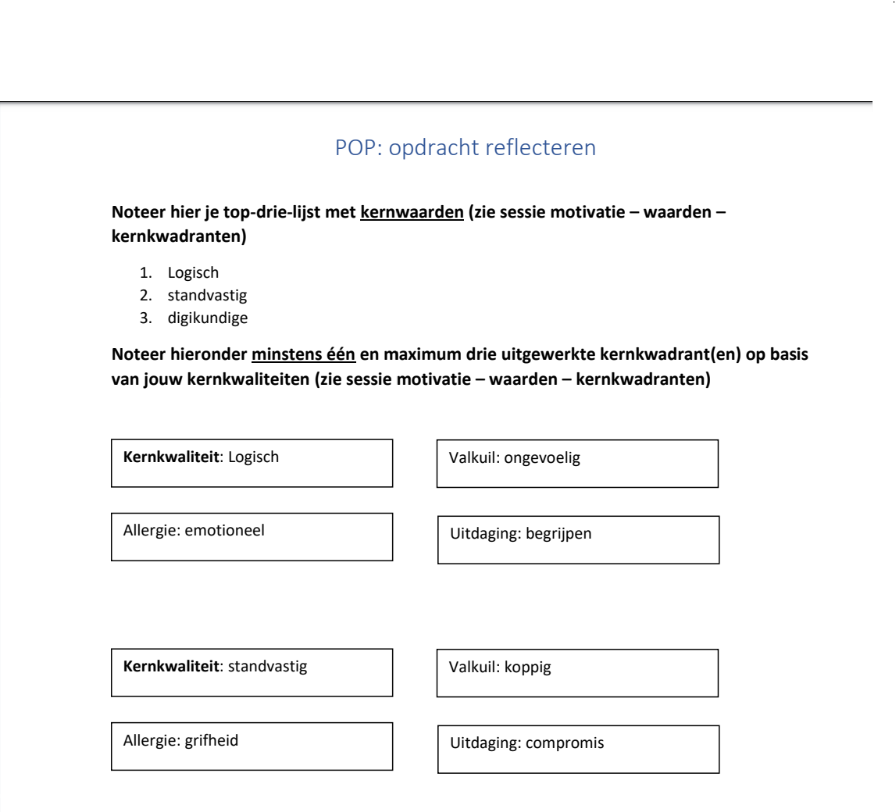 POP: opdracht reflecteren
Noteer hier je top-drie-lijst met kernwaarden (zie sessie motivatie – waarden –
kernkwadranten)
1. Logisch
2. standvastig
3. digikundige
Noteer hieronder minstens één en maximum drie uitgewerkte kernkwadrant(en) op basis
van jouw kernkwaliteiten (zie sessie motivatie – waarden – kernkwadranten)
Kernkwaliteit: Logisch
Valkuil: ongevoelig
Allergie: emotioneel
Uitdaging: begrijpen
Kernkwaliteit: standvastig
Valkuil: koppig
Allergie: grifheid
Uitdaging: compromis